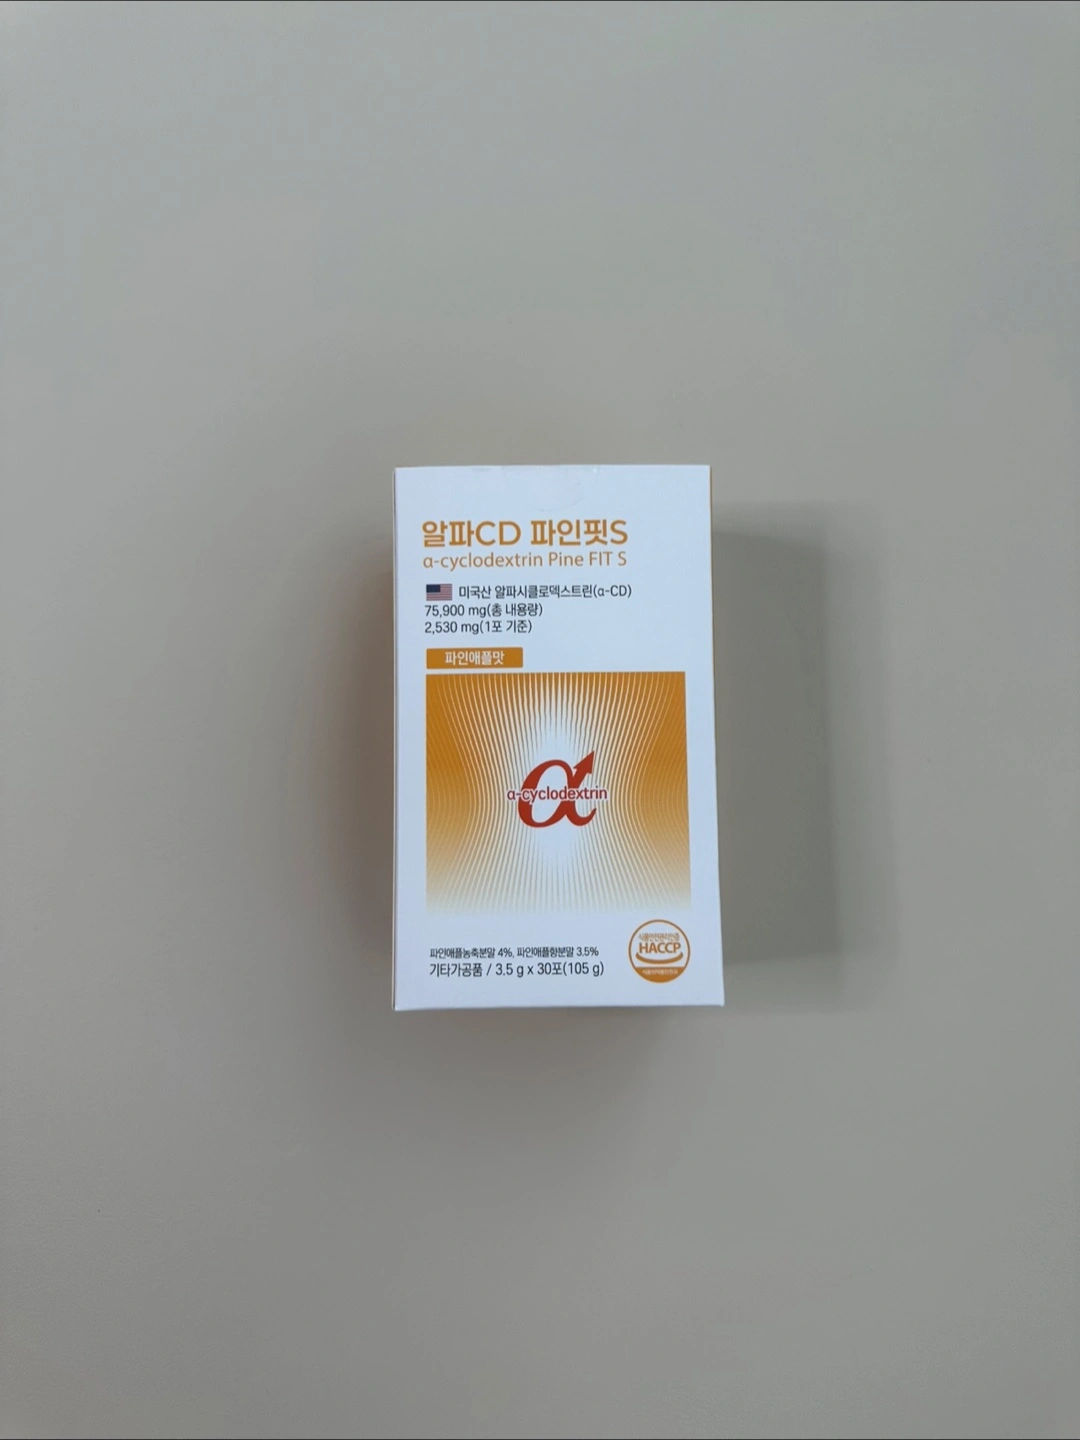 알파CD 파인핏S
α-cyclodextrin Pine FIT S
미국산 알파시클로덱스트린(α-CD)
75,900 mg(총 내용량)
2,530 mg(1포 기준)
파인애플맛
α-cyclodextrin
파인애플농축분말 4%, 파인애플향분말 3.5%
기타가공품 / 3.5 g x 30포(105 g)
HACCP